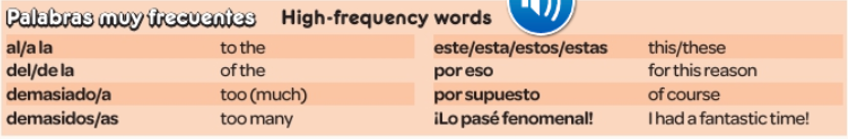 Palabras muy frecuentes High-frequency words
al/a la to the
del/de la of the
demasiado/a too (much)
demasidos/as too many
este/esta/estos/estas this/these
por eso for this reason
por supuesto of course
¡Lo pasé fenomenal! I had a fantastic time!